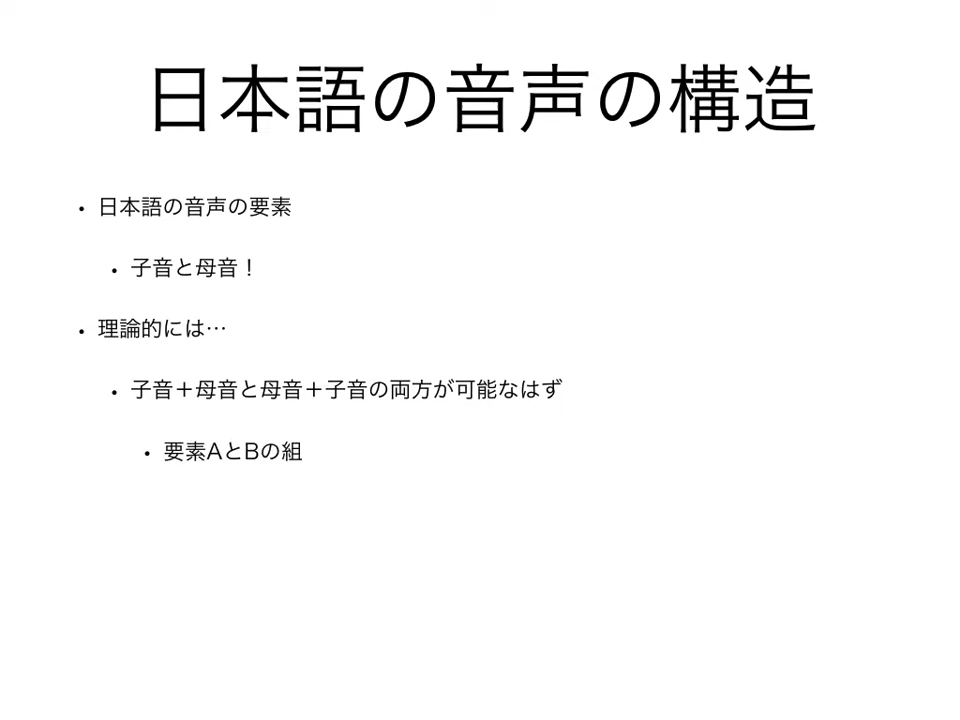 日本語の音声の構造
・日本語の音声の要素
・子音と母音！
・理論的には…
・子音＋母音と母音＋子音の両方が可能なはず
・要素AとBの組